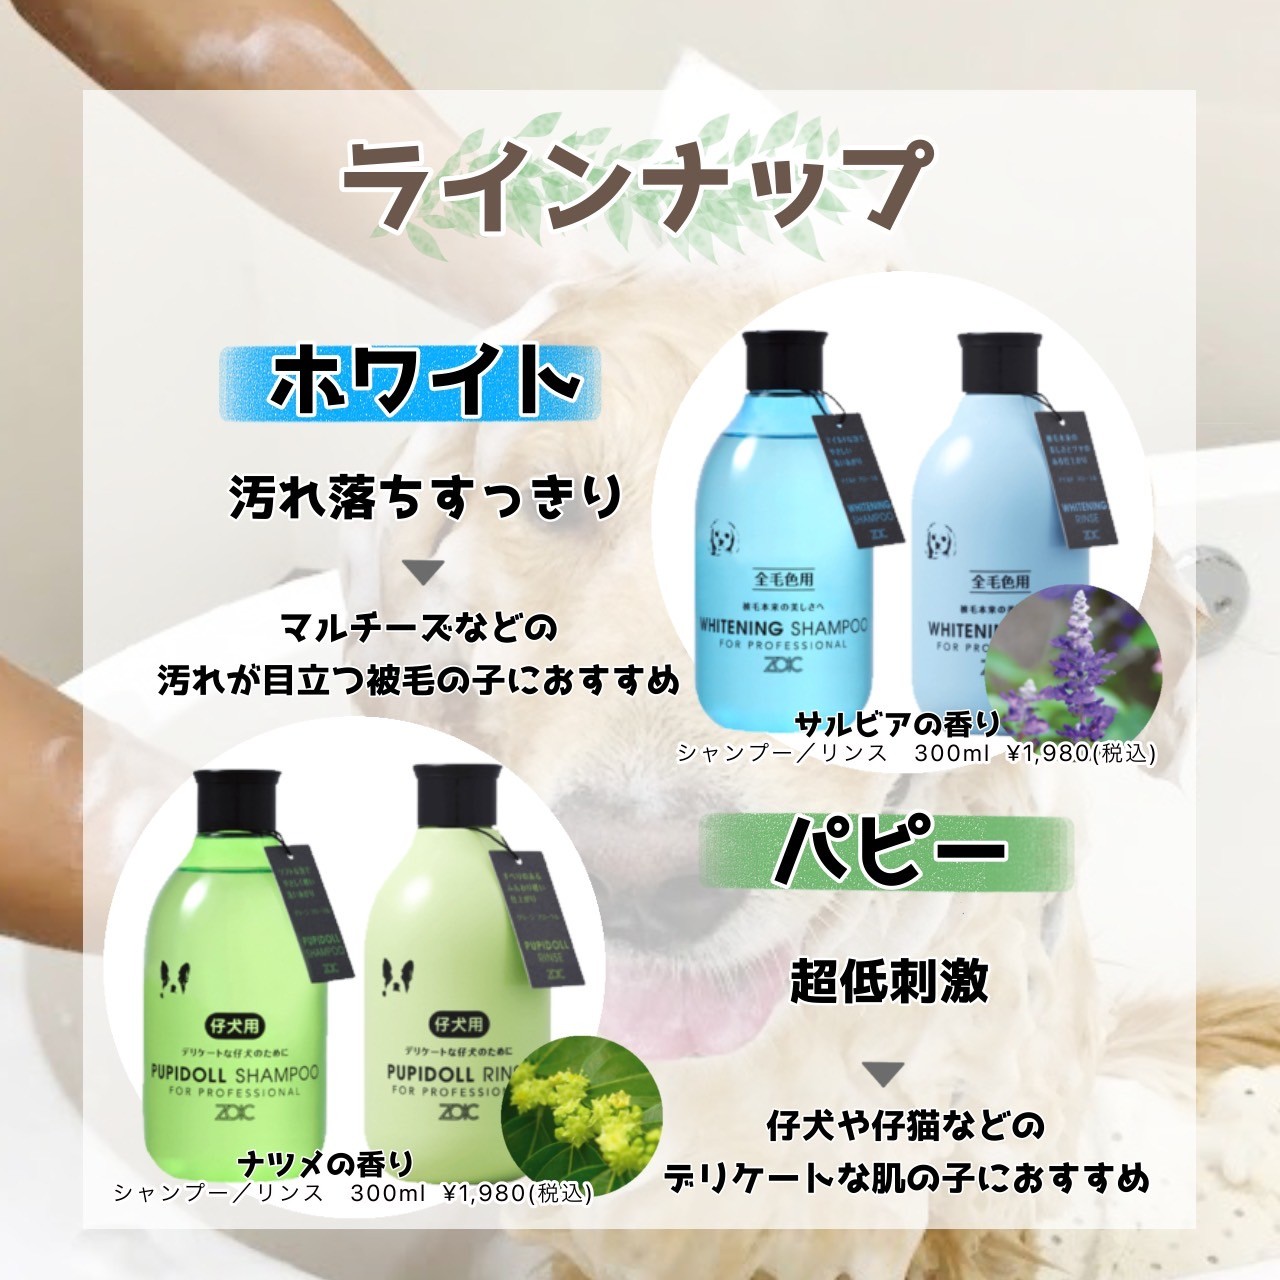 ラインナップ
ホワイト
汚れ落ちすっきり
マルチーズなどの
汚れが目立つ被毛の子におすすめ
WHITENING
SHAMPOO
ZOIC
全毛色用
被毛本来の美しさへ
WHITENING SHAMPOO
FOR PROFESSIONAL
ZOIC
WHITENING
RINSE
ZOIC
全毛色用
サルビアの香り
シャンプー／リンス 300ml ¥1,980(税込)
PUPIDOLL
SHAMPOO
ZOIC
仔犬用
デリケートな仔犬のために
PUPIDOLL SHAMPOO
FOR PROFESSIONAL
ZOIC
PUPIDOLL
RINSE
ZOIC
仔犬用
デリケートな仔犬のために
PUPIDOLL
ZOIC
ナツメの香り
シャンプー／リンス 300ml ¥1,980(税込)
パピー
超低刺激
仔犬や仔猫などの
デリケートな肌の子におすすめ